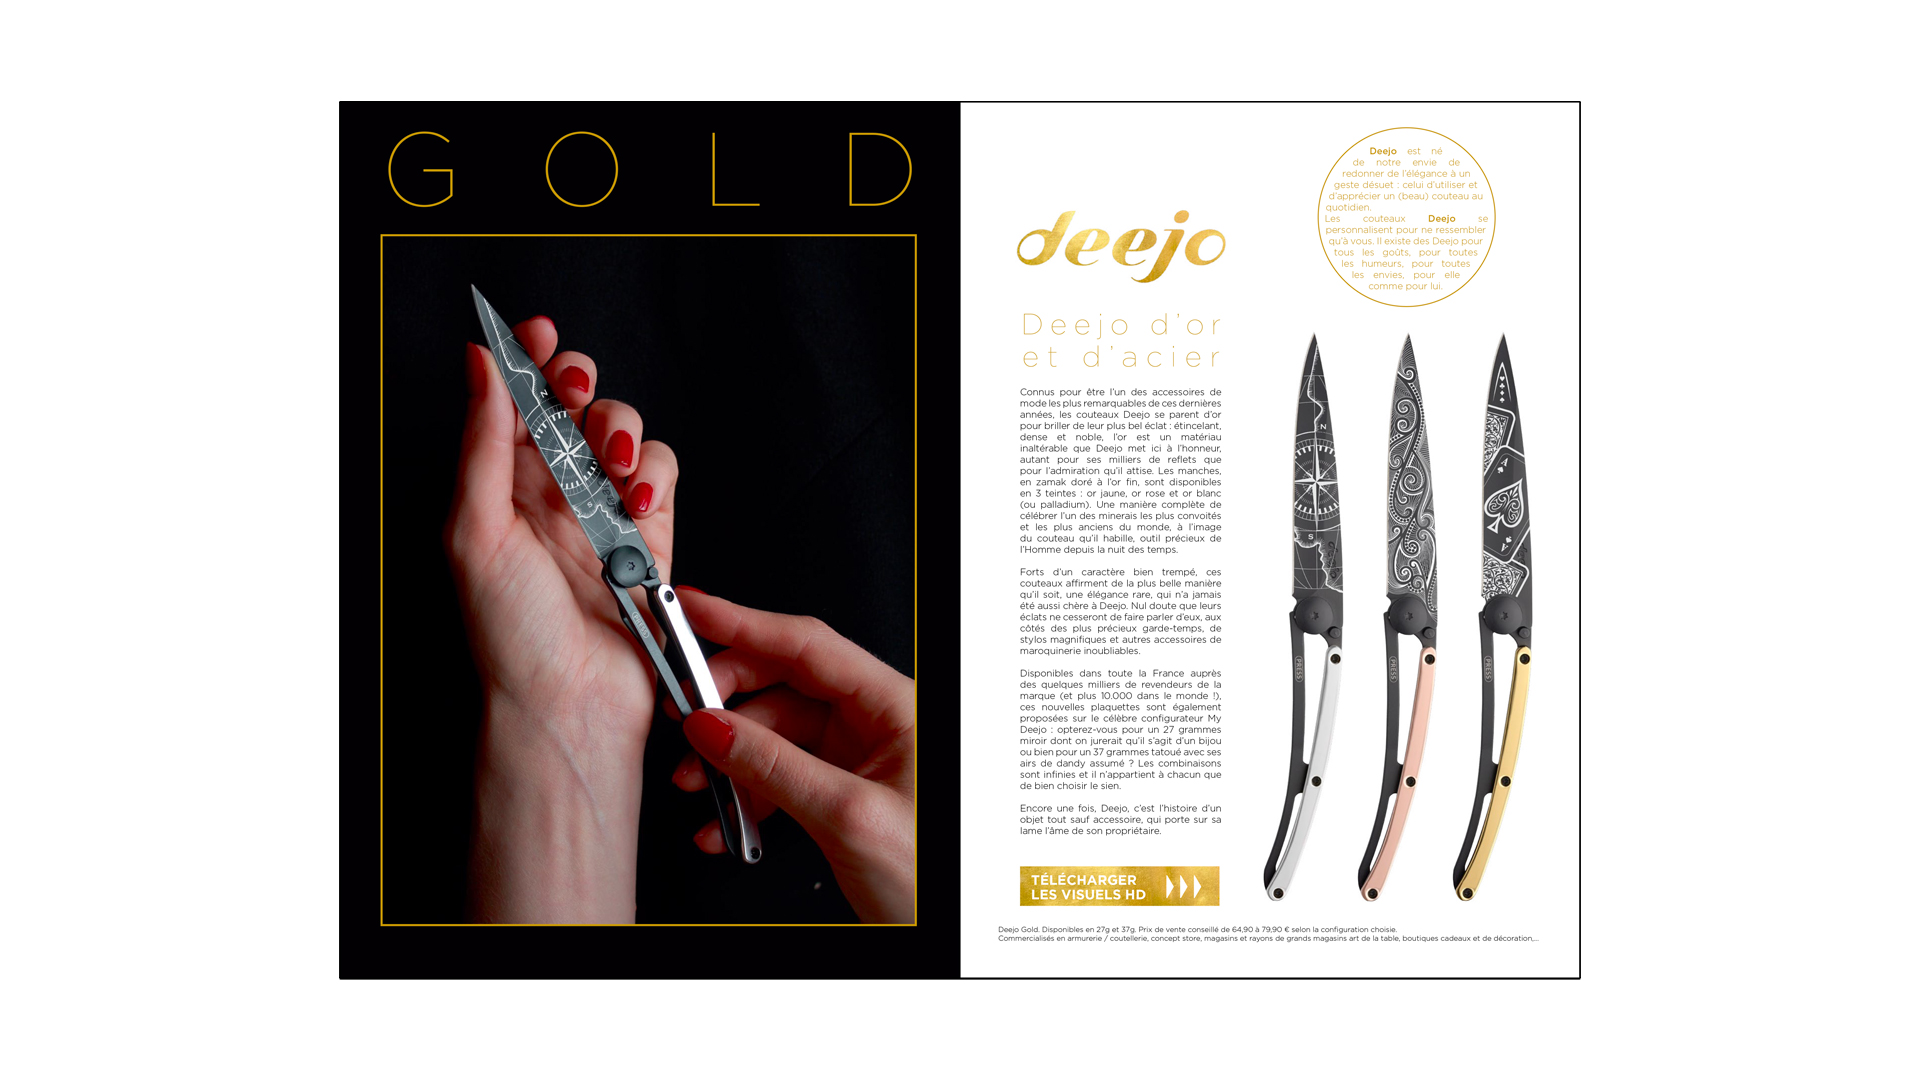 GOLD
deejo
Deejo d'or
et d'acier
Connus pour être l'un des accessoires de
mode les plus remarquables de ces dernières
années, les couteaux Deejo se parent d'or
pour briller de leur plus bel éclat : étincelant,
dense et noble, l'or est un matériau
inaltérable que Deejo met ici à l'honneur,
autant pour ses milliers de reflets que
pour l'admiration qu'il attise. Les manches,
en zamak doré à l'or fin, sont disponibles
en 3 teintes : or jaune, or rose et or blanc
(ou palladium). Une manière complète de
célébrer l'un des minerais les plus convoités
et les plus anciens du monde, à l'image
du couteau qu'il habille, outil précieux de
l'Homme depuis la nuit des temps.
Forts d'un caractère bien trempé, ces
couteaux affirment de la plus belle manière
qu'il soit, une élégance rare, qui n'a jamais
été aussi chère à Deejo. Nul doute que leurs
éclats ne cesseront de faire parler d'eux, aux
côtés des plus précieux garde-temps, de
stylos magnifiques et autres accessoires de
maroquinerie inoubliables.
Disponibles dans toute la France auprès
des quelques milliers de revendeurs de la
marque (et plus 10.000 dans le monde !),
ces nouvelles plaquettes sont également
proposées sur le célèbre configurateur My
Deejo : opterez-vous pour un 27 grammes
miroir dont on jurerait qu'il s'agit d'un bijou
ou bien pour un 37 grammes tatoué avec ses
airs de dandy assumé ? Les combinaisons
sont infinies et il n'appartient à chacun que
de bien choisir le sien.
Encore une fois, Deejo, c'est l'histoire d'un
objet tout sauf accessoire, qui porte sur sa
lame l'âme de son propriétaire.
TÉLÉCHARGER
LES VISUELS HD
Deejo est né
de notre envie de
redonner de l'élégance à un
geste désuet : celui d'utiliser et
d'apprécier un (beau) couteau au
quotidien.
Les couteaux Deejo se
personnalisent pour ne ressembler
qu'à vous. Il existe des Deejo pour
tous les goûts, pour toutes
les humeurs, pour toutes
les envies, pour elle
comme pour lui.
N
E S
A
A
PRESS
PRESS
PRESS
N
S
Deejo Gold. Disponibles en 27g et 37g. Prix de vente conseillé de 64,90 à 79,90 € selon la configuration choisie.
Commercialisés en armurerie / coutellerie, concept store, magasins et rayons de grands magasins art de la table, boutiques cadeaux et de décoration,...